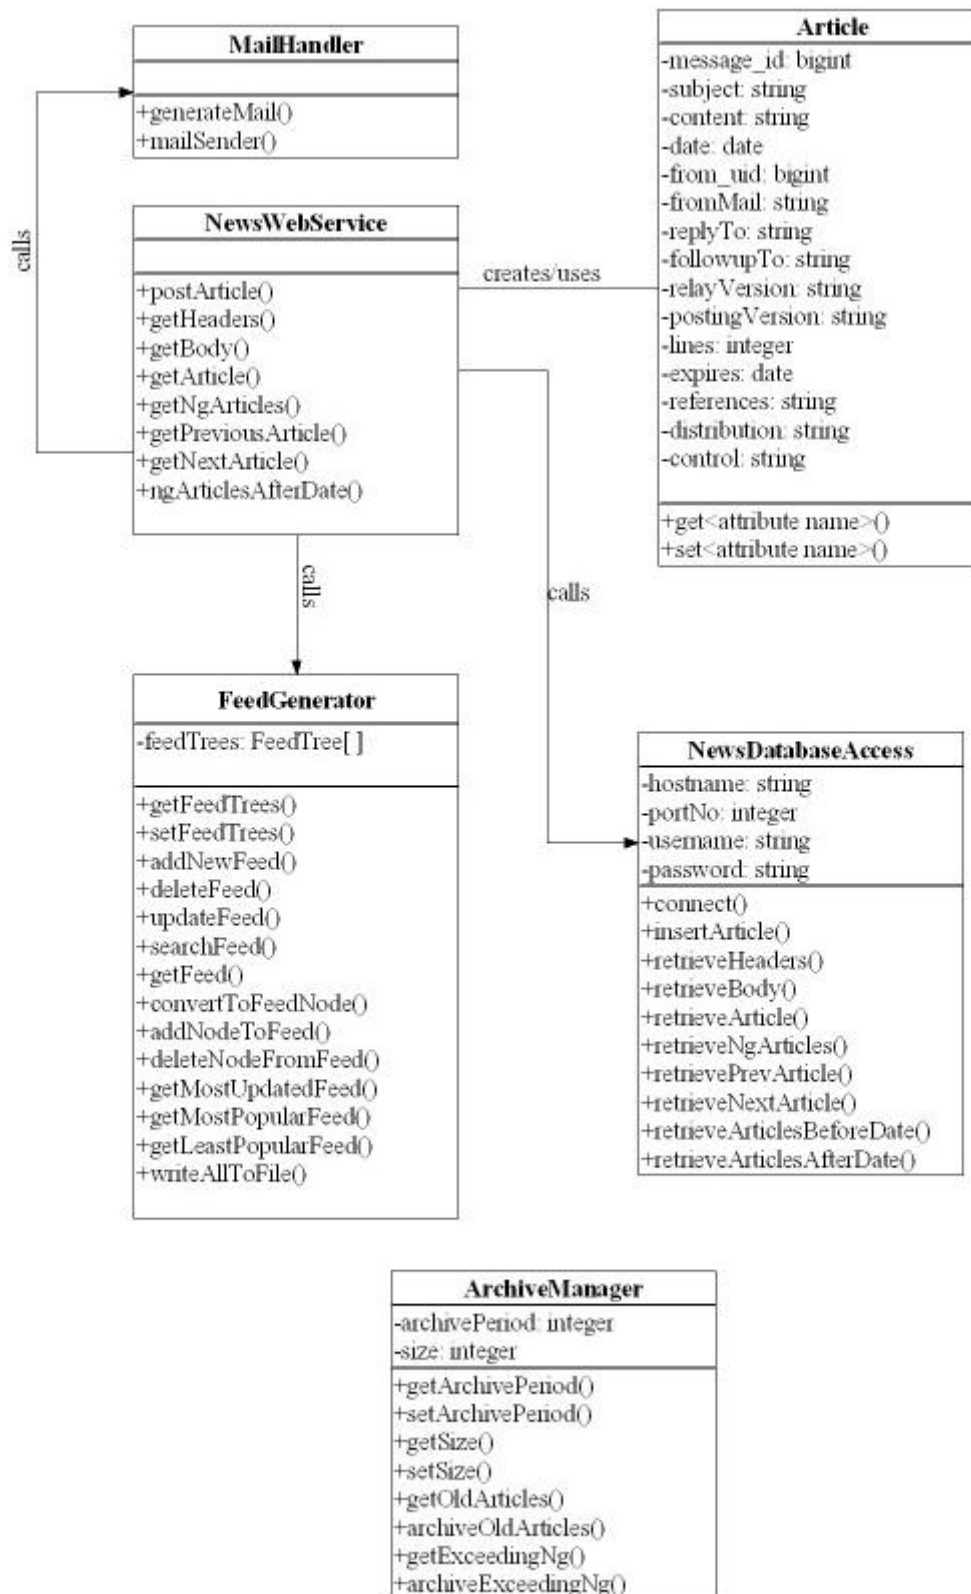 MailHandler
+generateMail()
+mailSender()
calls
NewsWebService
+postArticle()
+getHeaders()
+getBody()
+getArticle()
+getNgArticles()
+getPreviousArticle()
+getNextArticle()
+ngArticlesAfterDate()
creates/uses
Article
-message_id: bigint
-subject: string
-content: string
-date: date
-from_uid: bigint
-fromMail: string
-replyTo: string
-followupTo: string
-relayVersion: string
-postingVersion: string
-lines: integer
-expires: date
-references: string
-distribution: string
-control: string
+get<attribute name>()
+set<attribute name>()
calls
calls
FeedGenerator
-feedTrees: FeedTree[ ]
+getFeedTrees()
+setFeedTrees()
+addNewFeed()
+deleteFeed()
+updateFeed()
+searchFeed()
+getFeed()
+convertToFeedNode()
+addNodeToFeed()
+deleteNodeFromFeed()
+getMostUpdatedFeed()
+getMostPopularFeed()
+getLeastPopularFeed()
+writeAllToFile()
NewsDatabaseAccess
-hostname: string
-portNo: integer
-username: string
-password: string
+connect()
+insertArticle()
+retrieveHeaders()
+retrieveBody()
+retrieveArticle()
+retrieveNgArticles()
+retrievePrevArticle()
+retrieveNextArticle()
+retrieveArticlesBeforeDate()
+retrieveArticlesAfterDate()
ArchiveManager
-archivePeriod: integer
-size: integer
+getArchivePeriod()
+setArchivePeriod()
+getSize()
+setSize()
+getOldArticles()
+archiveOldArticles()
+getExceedingNg()
+archiveExceedingNg()